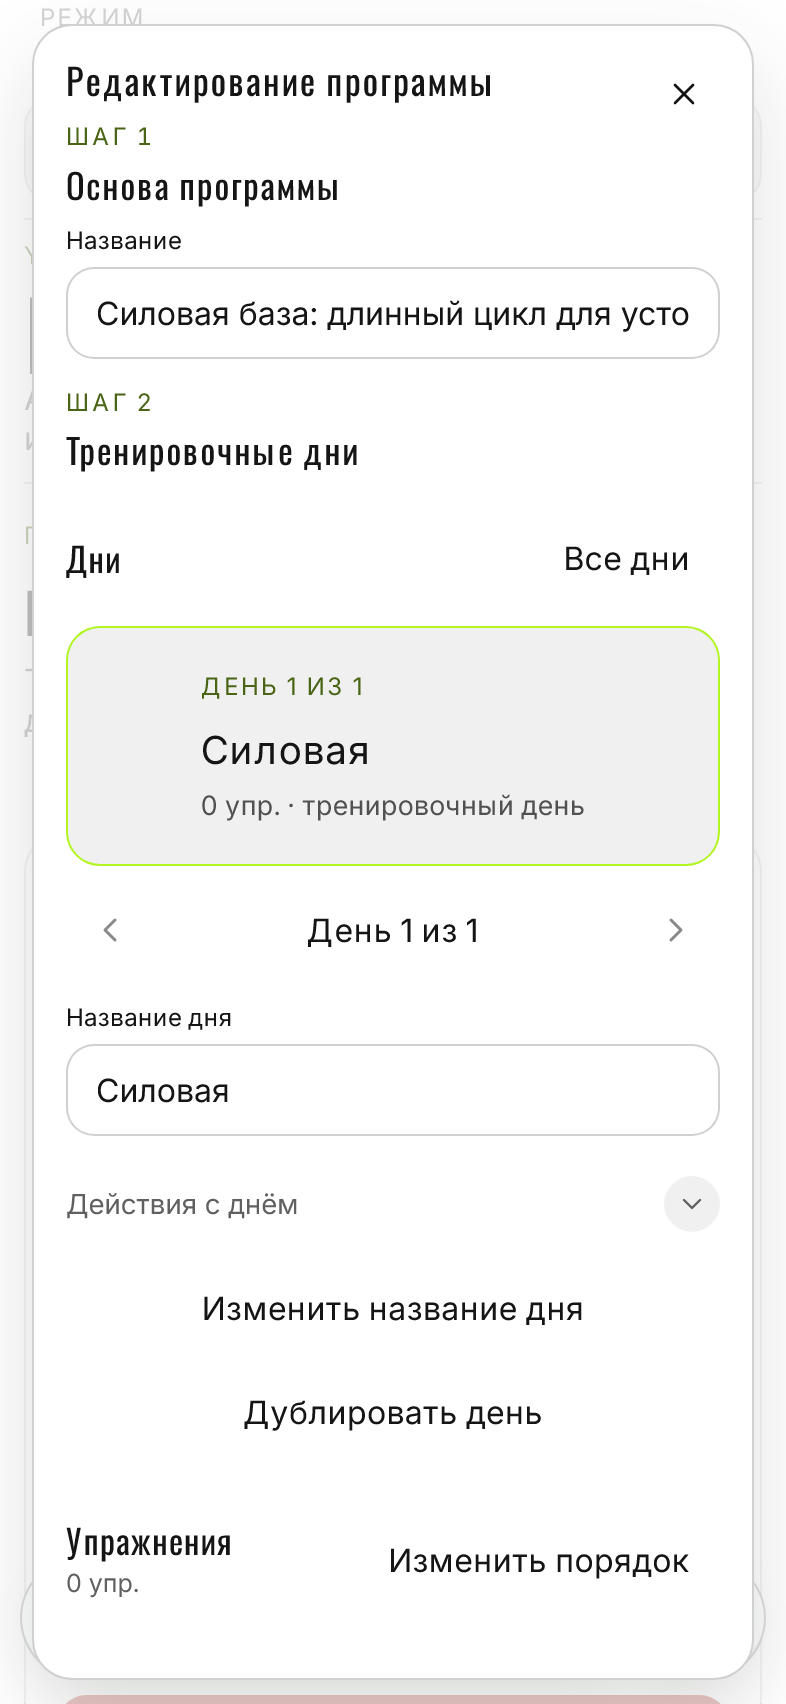 РЕЖИМ
Редактирование программы
ШАГ 1
Основа программы
Название
Силовая база: длинный цикл для усто
ШАГ 2
Тренировочные дни
Дни
Все дни
ДЕНЬ 1 ИЗ 1
Силовая
0 упр. · тренировочный день
День 1 из 1
Название дня
Силовая
Действия с днём
Изменить название дня
Дублировать день
Упражнения
Изменить порядок
0 упр.